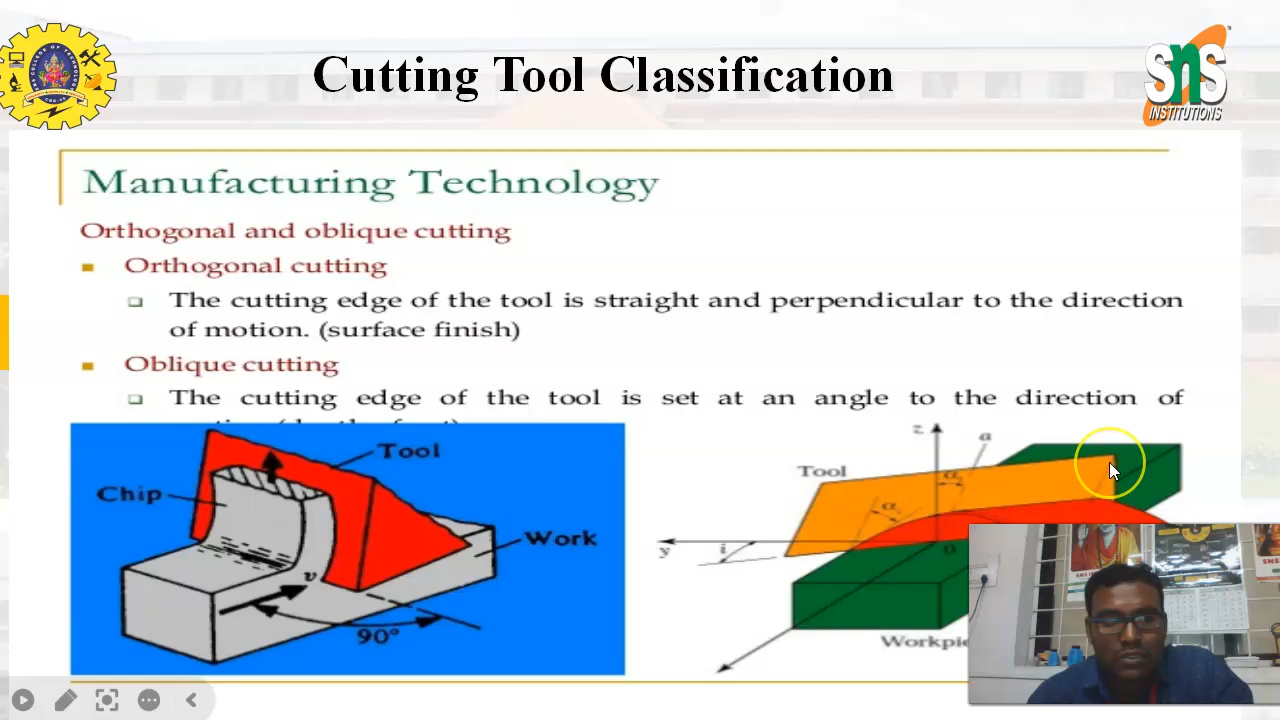 Cutting Tool Classification
SNS
INSTITUTIONS
Manufacturing Technology
Orthogonal and oblique cutting
Orthogonal cutting
The cutting edge of the tool is straight and perpendicular to the direction
of motion. (surface finish)
Oblique cutting
The cutting edge of the tool is set at an angle to the direction of
Tool
Chip
Work
v
90°
z
a
Tool
α
α
y
i
0
Workpie